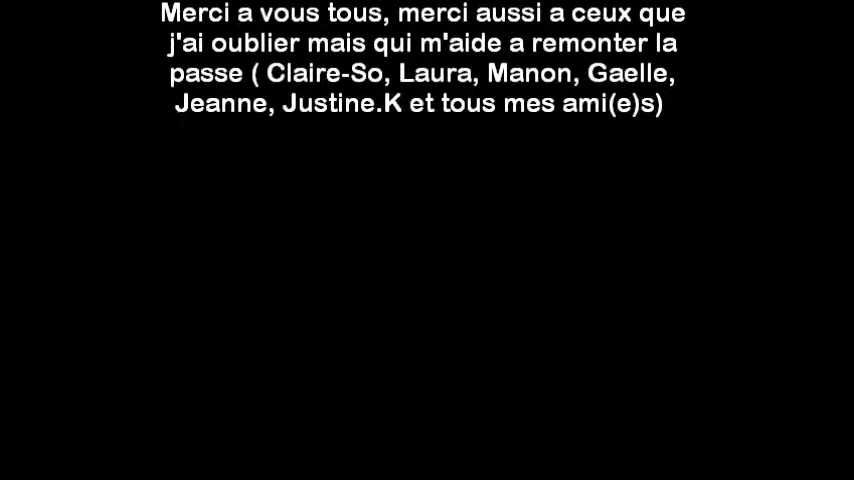 Merci a vous tous, merci aussi a ceux que
j'ai oublier mais qui m'aide a remonter la
passe ( Claire-So, Laura, Manon, Gaelle,
Jeanne, Justine.K et tous mes ami(e)s)